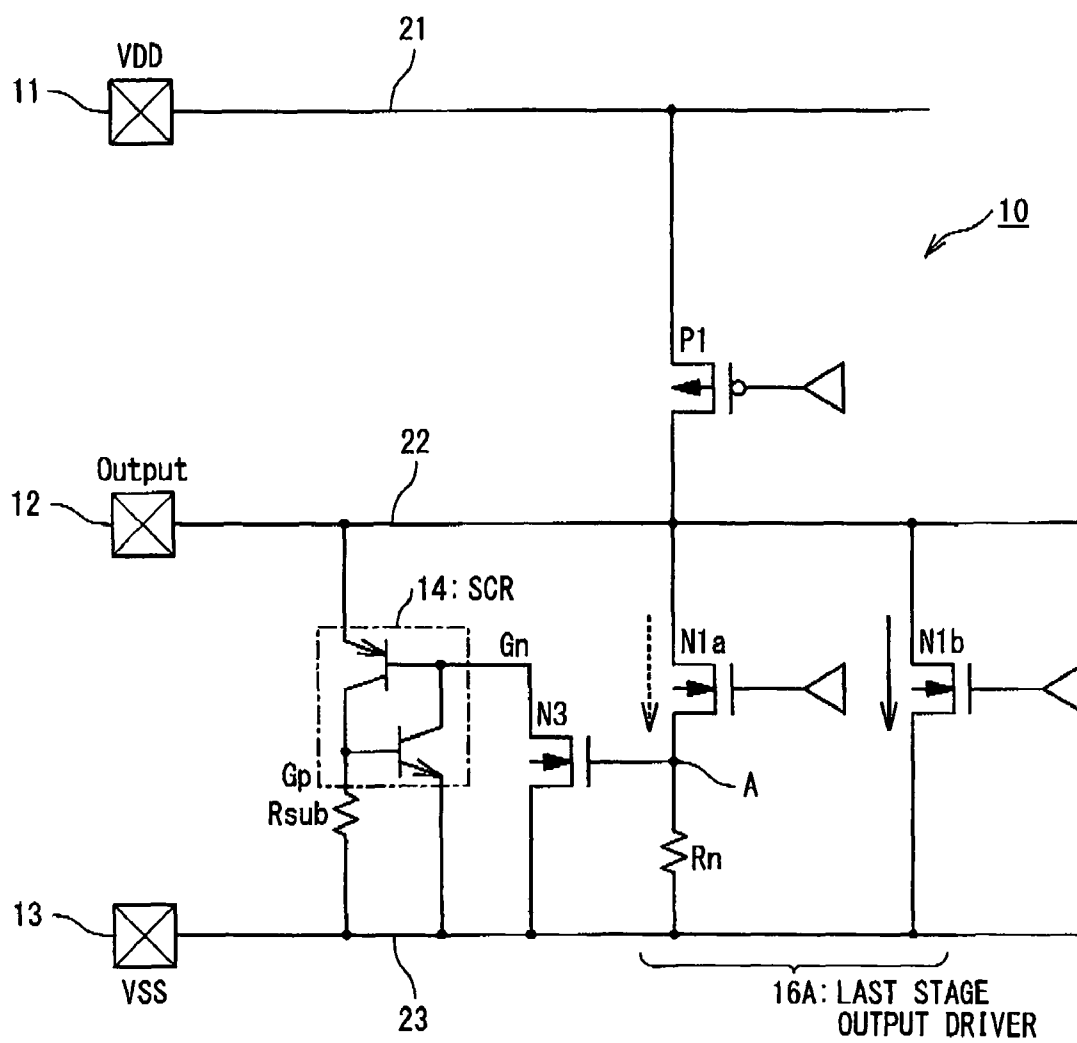 21
VDD
11
10
P1
22
Output
12
14: SCR
Gn
N1a
N1b
N3
Gp
A
Rsub
Rn
13
VSS
23
16A: LAST STAGE
OUTPUT DRIVER